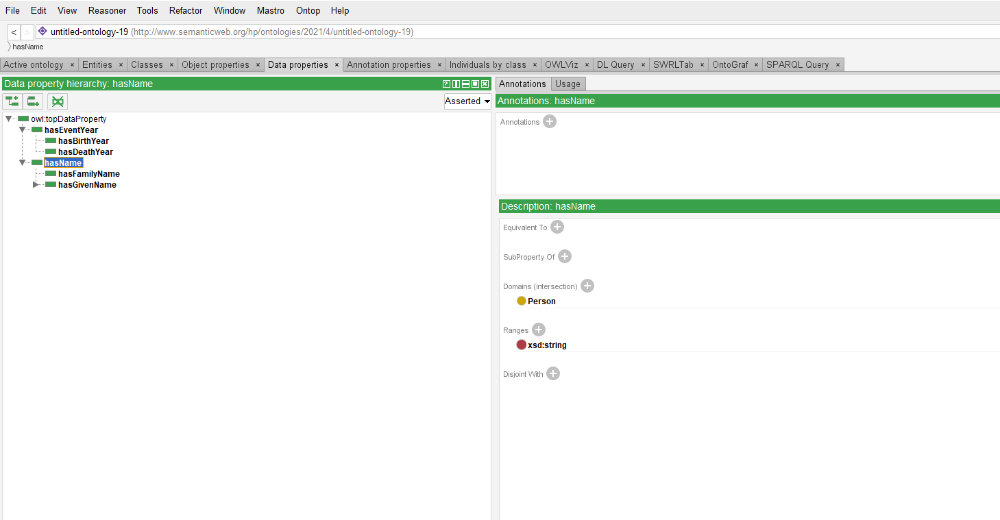 File Edit View Reasoner Tools Refactor Window Mastro Ontop Help
< > untitled-ontology-19 (http://www.semanticweb.org/hp/ontologies/2021/4/untitled-ontology-19)
hasName
Active ontology × Entities × Classes × Object properties × Data properties × Annotation properties × Individuals by class × OWLViz × DL Query × SWRLTab × OntoGraf × SPARQL Query ×
Data property hierarchy: hasName
Asserted
owl:topDataProperty
hasEventYear
hasBirthYear
hasDeathYear
hasName
hasFamilyName
hasGivenName
Annotations Usage
Annotations: hasName
Annotations
Description: hasName
Equivalent To
SubProperty Of
Domains (intersection)
Person
Ranges
xsd:string
Disjoint With